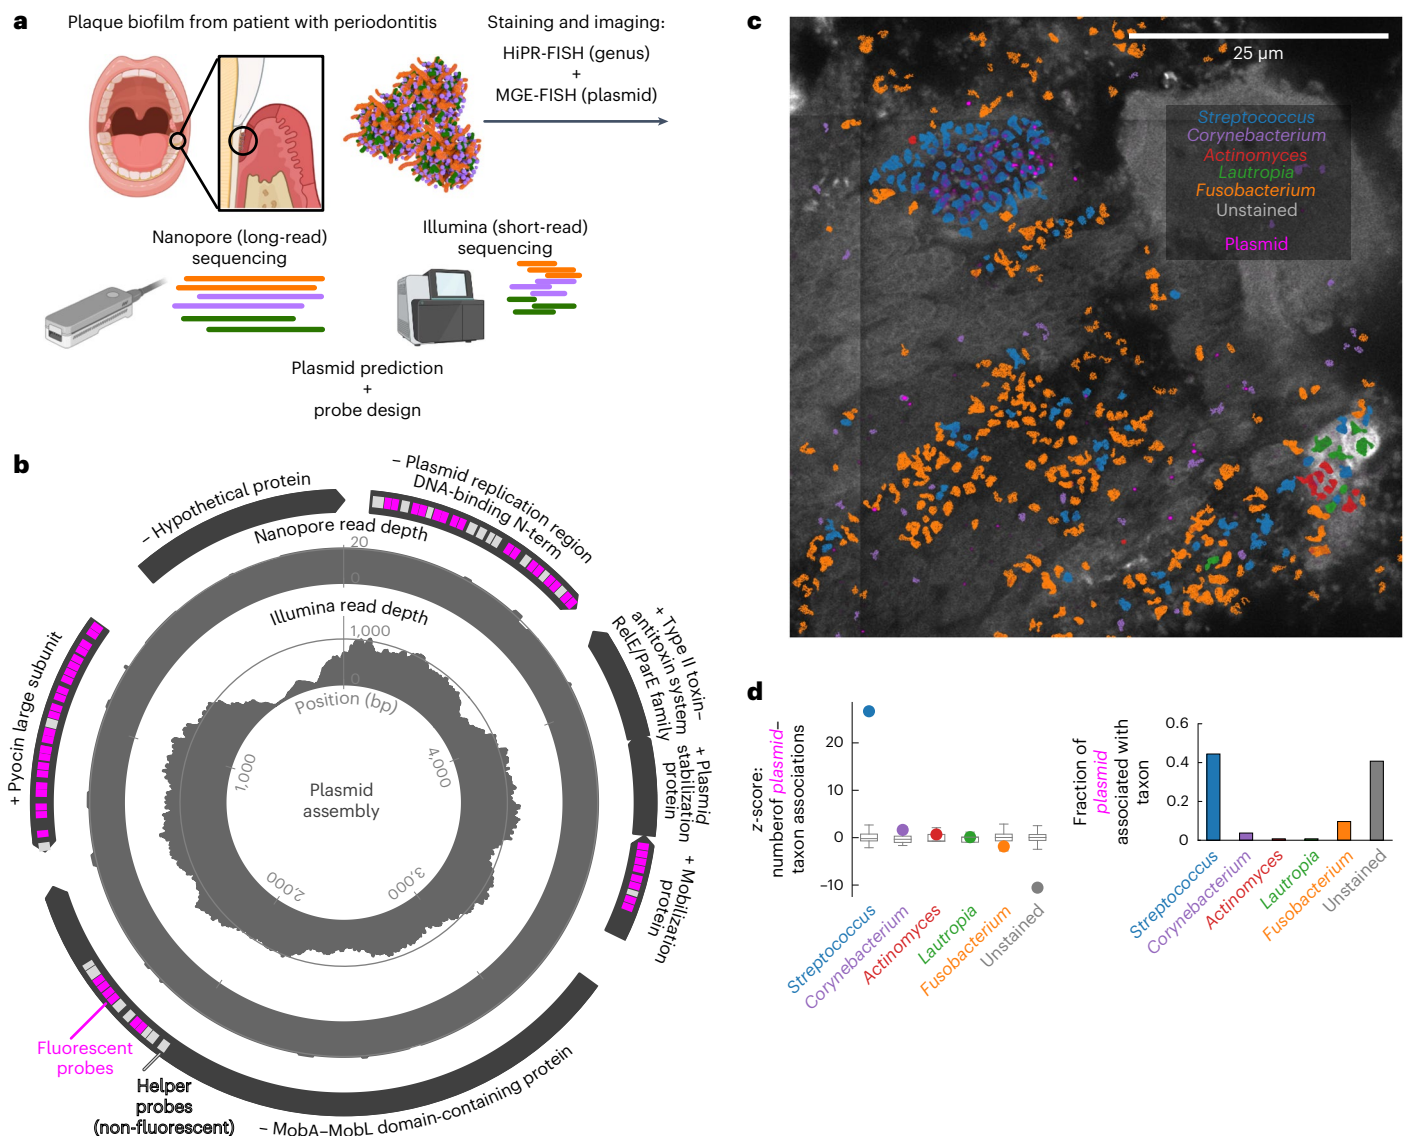 a
Plaque biofilm from patient with periodontitis
Staining and imaging:
HiPR-FISH (genus)
+
MGE-FISH (plasmid)
Nanopore (long-read)
sequencing
Illumina (short-read)
sequencing
Plasmid prediction
+
probe design
b
– Hypothetical protein
– Plasmid replication region
DNA-binding N-term
+ Type II toxin–
antitoxin system
RelE/ParE family
+ Plasmid
stabilization
protein
+ Mobilization
protein
– MobA–MobL domain-containing protein
+ Pyocin large subunit
Nanopore read depth
20
0
Illumina read depth
1,000
0
Position (bp)
1,000
2,000
3,000
4,000
Plasmid
assembly
Fluorescent
probes
Helper
probes
(non-fluorescent)
c
25 µm
Streptococcus
Corynebacterium
Actinomyces
Lautropia
Fusobacterium
Unstained
Plasmid
d
z-score:
numberof plasmid–
taxon associations
20
10
0
–10
Streptococcus
Corynebacterium
Actinomyces
Lautropia
Fusobacterium
Unstained
Fraction of
plasmid
associated with
taxon
0.6
0.4
0.2
0
Streptococcus
Corynebacterium
Actinomyces
Lautropia
Fusobacterium
Unstained